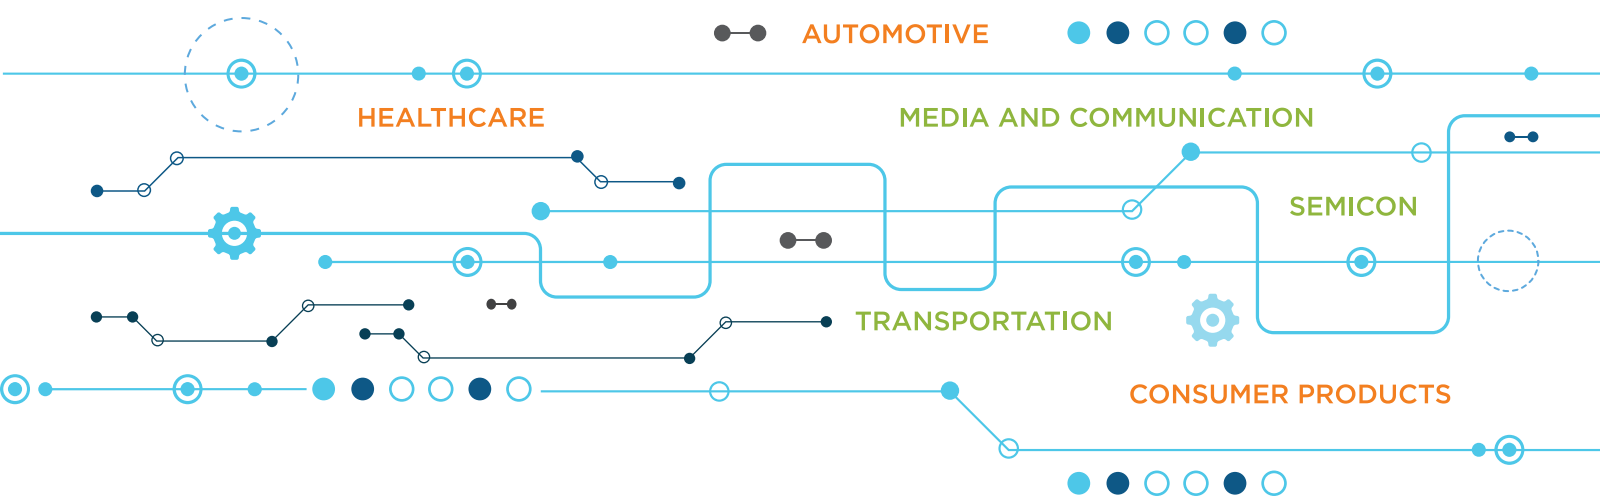 AUTOMOTIVE
HEALTHCARE
MEDIA AND COMMUNICATION
SEMICON
TRANSPORTATION
CONSUMER PRODUCTS